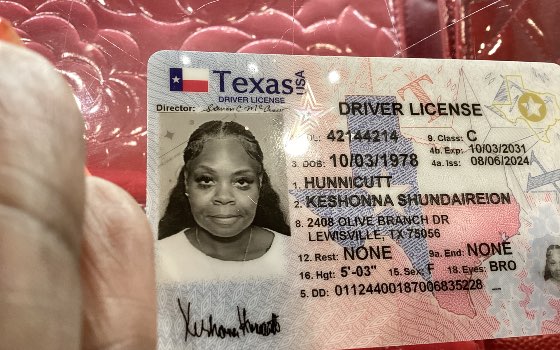 Texas USA
DRIVER LICENSE
Director:
DRIVER LICENSE
DL: 42144214 9. Class: C
4b. Exp: 10/03/2031
3. DOB: 10/03/1978 4a. Iss: 08/06/2024
1. HUNNICUTT
2. KESHONNA SHUNDAIREION
8. 2408 OLIVE BRANCH DR
LEWISVILLE, TX 75056
12. Rest: NONE 9a. End: NONE
16. Hgt: 5'-03" 15. Sex: F 18. Eyes: BRO
5. DD: 01124400187006835228